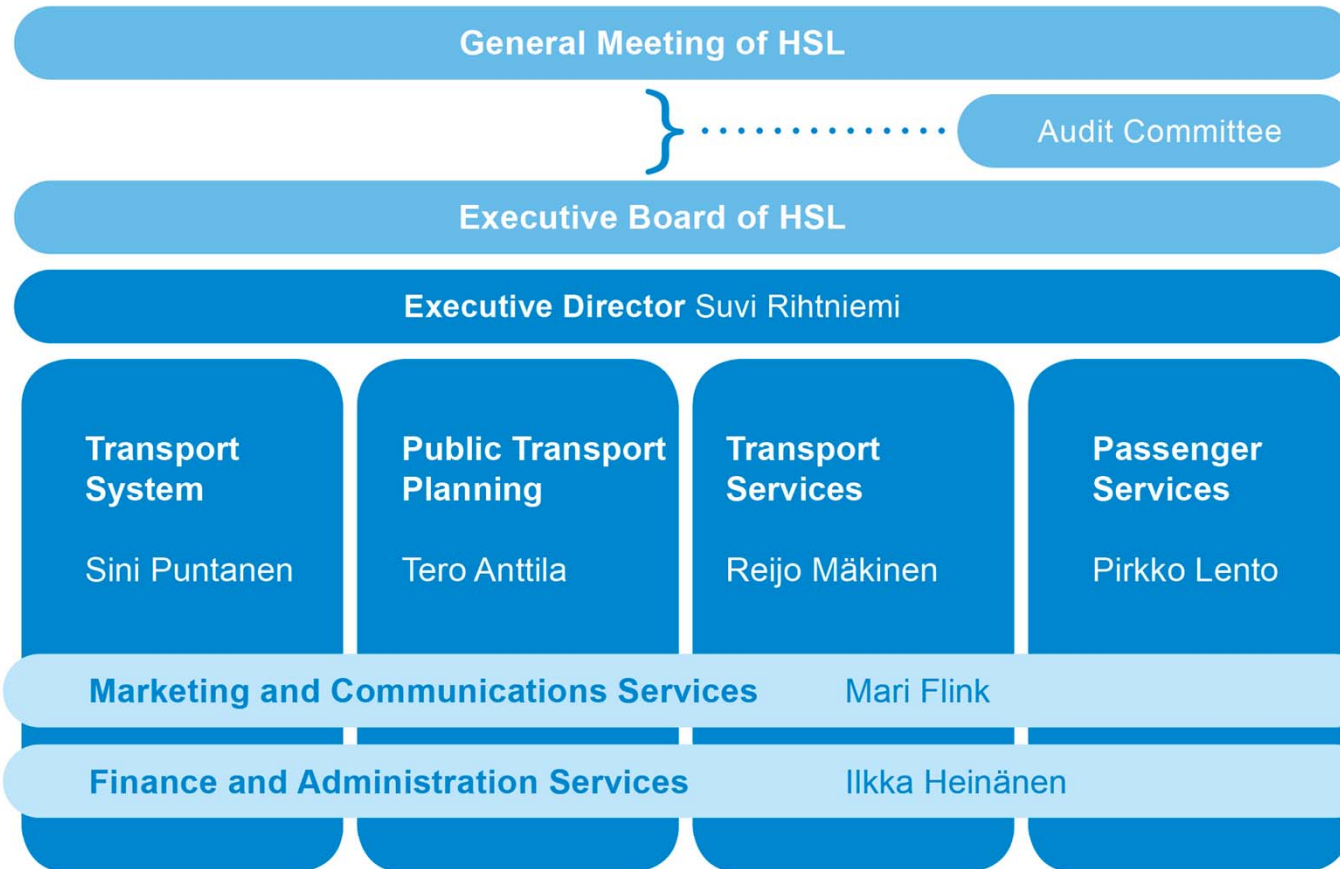 General Meeting of HSL
Audit Committee
Executive Board of HSL
Executive Director Suvi Rihtniemi
Transport
System
Sini Puntanen
Public Transport
Planning
Tero Anttila
Transport
Services
Reijo Mäkinen
Passenger
Services
Pirkko Lento
Marketing and Communications Services Mari Flink
Finance and Administration Services Ilkka Heinänen